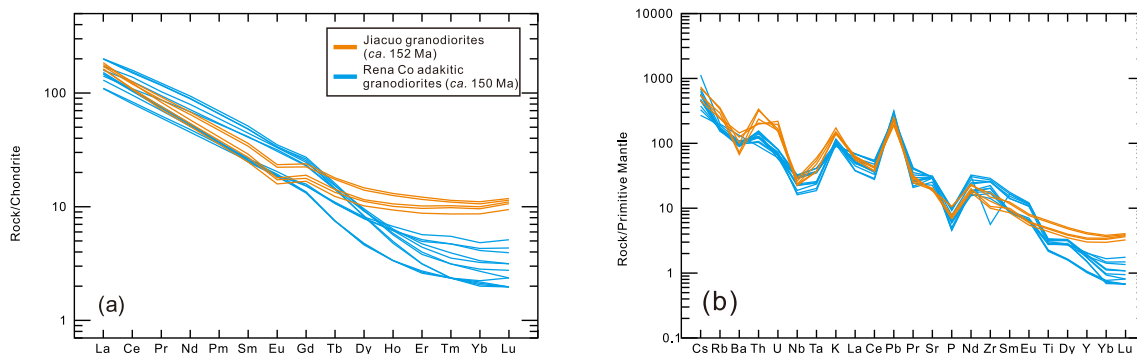 Rock/Chondrite
100
10
1
Jiacuo granodiorites
(ca. 152 Ma)
Rena Co adakitic
granodiorites (ca. 150 Ma)
(a)
La Ce Pr Nd Pm Sm Eu Gd Tb Dy Ho Er Tm Yb Lu
Rock/Primitive Mantle
10000
1000
100
10
1
0.1
(b)
Cs Rb Ba Th U Nb Ta K La Ce Pb Pr Sr P Nd Zr Sm Eu Ti Dy Y Yb Lu